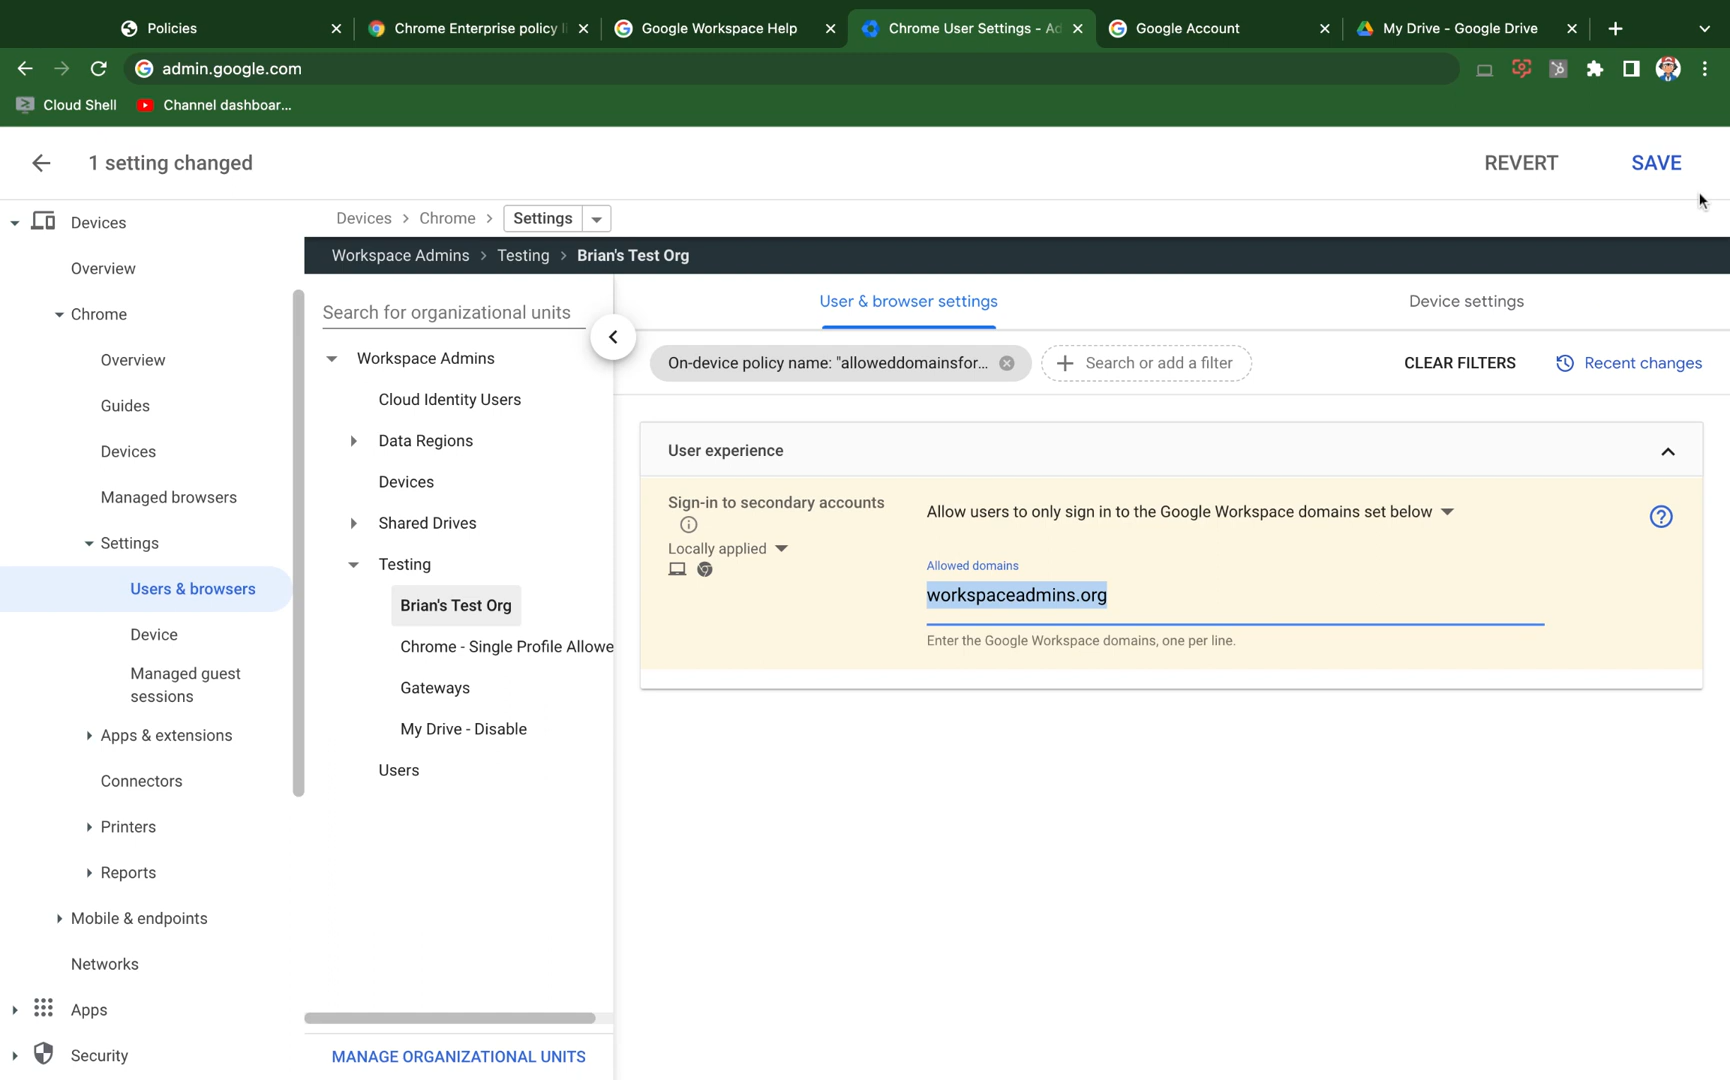 Policies
Chrome Enterprise policy li
Google Workspace Help
Chrome User Settings - Ad
Google Account
My Drive - Google Drive
admin.google.com
Cloud Shell
Channel dashboar...
1 setting changed
REVERT
SAVE
Devices
Overview
Chrome
Overview
Guides
Devices
Managed browsers
Settings
Users & browsers
Device
Managed guest
sessions
Apps & extensions
Connectors
Printers
Reports
Mobile & endpoints
Networks
Apps
Security
Devices > Chrome > Settings
Workspace Admins > Testing > Brian's Test Org
Search for organizational units
Workspace Admins
Cloud Identity Users
Data Regions
Devices
Shared Drives
Testing
Brian's Test Org
Chrome - Single Profile Allowe
Gateways
My Drive - Disable
Users
MANAGE ORGANIZATIONAL UNITS
User & browser settings
Device settings
On-device policy name: "alloweddomainsfor...
Search or add a filter
CLEAR FILTERS
Recent changes
User experience
Sign-in to secondary accounts
Locally applied
Allow users to only sign in to the Google Workspace domains set below
Allowed domains
workspaceadmins.org
Enter the Google Workspace domains, one per line.